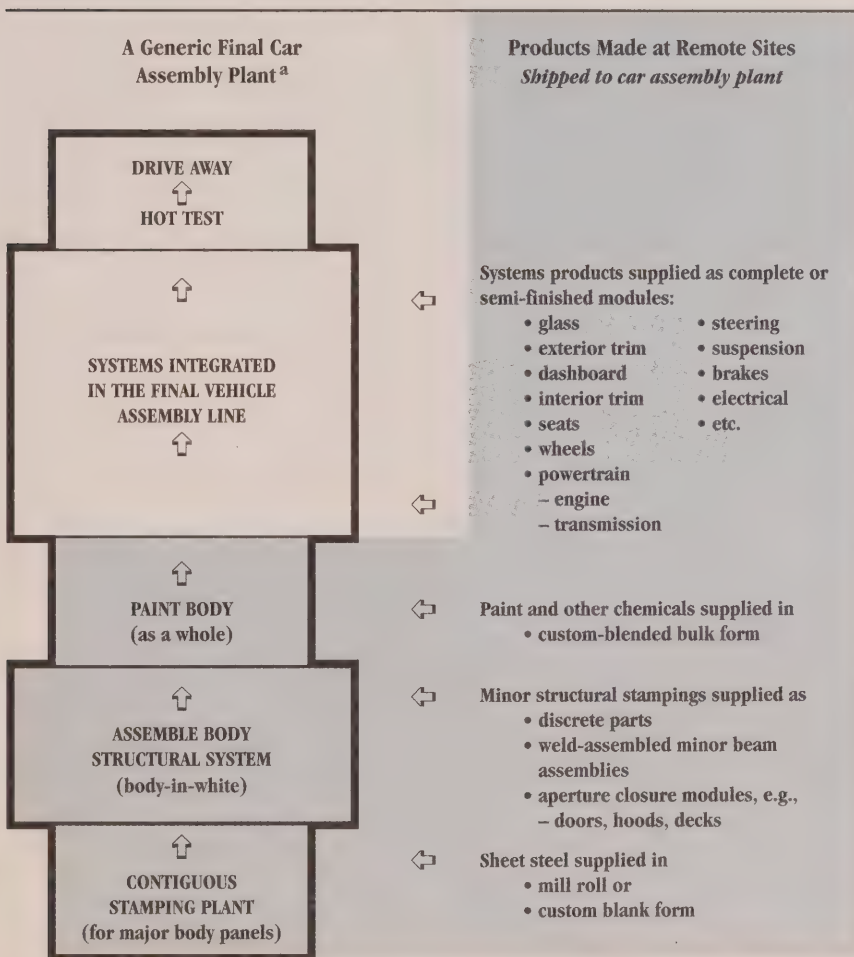 A Generic Final Car
Assembly Plant a
DRIVE AWAY
HOT TEST
SYSTEMS INTEGRATED
IN THE FINAL VEHICLE
ASSEMBLY LINE
PAINT BODY
(as a whole)
ASSEMBLE BODY
STRUCTURAL SYSTEM
(body-in-white)
CONTIGUOUS
STAMPING PLANT
(for major body panels)
Products Made at Remote Sites
Shipped to car assembly plant
Systems products supplied as complete or
semi-finished modules:
• glass
• exterior trim
• dashboard
• interior trim
• seats
• wheels
• powertrain
– engine
– transmission
• steering
• suspension
• brakes
• electrical
• etc.
Paint and other chemicals supplied in
• custom-blended bulk form
Minor structural stampings supplied as
• discrete parts
• weld-assembled minor beam
assemblies
• aperture closure modules, e.g.,
– doors, hoods, decks
Sheet steel supplied in
• mill roll or
• custom blank form